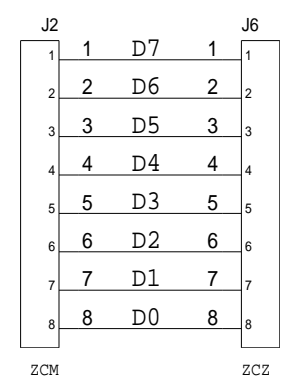 J2 J6
1 1 D7 1 1
2 2 D6 2 2
3 3 D5 3 3
4 4 D4 4 4
5 5 D3 5 5
6 6 D2 6 6
7 7 D1 7 7
8 8 D0 8 8
ZCM ZCZ